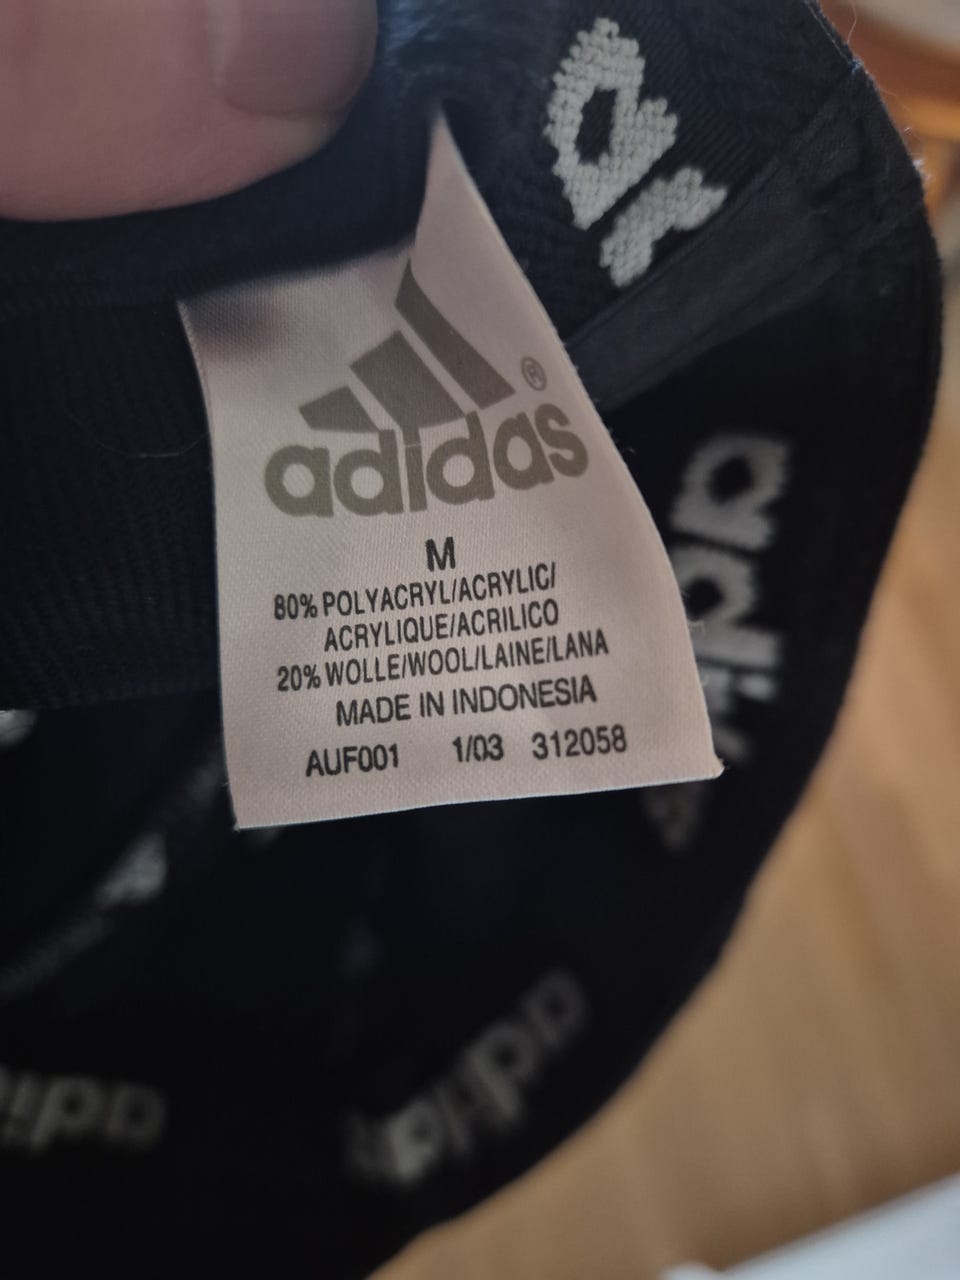 adidas®
M
80% POLYACRYL/ACRYLIC/
ACRYLIQUE/ACRILICO
20% WOLLE/WOOL/LAINE/LANA
MADE IN INDONESIA
AUF001 1/03 312058